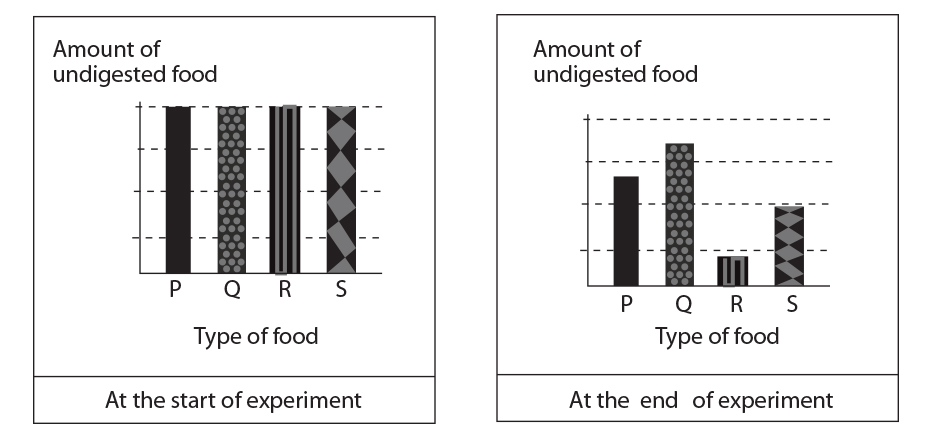 Amount of
undigested food
P Q R S
Type of food
At the start of experiment
Amount of
undigested food
P Q R S
Type of food
At the end of experiment